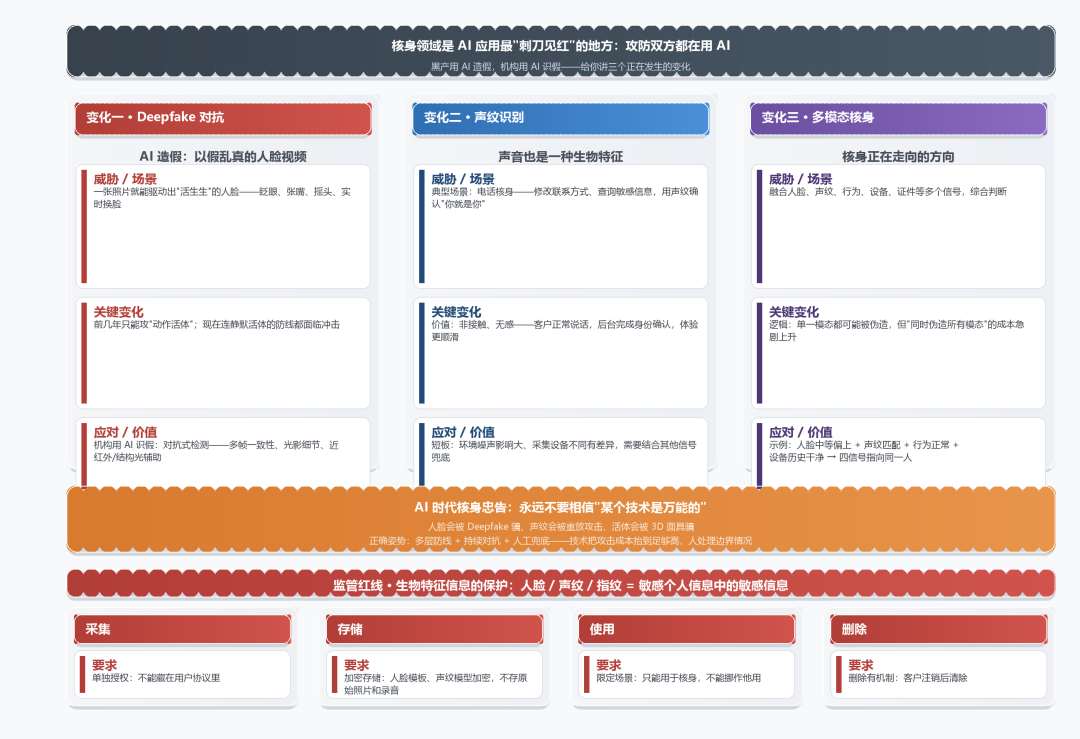 核身领域是 AI 应用最"刺刀见红"的地方：攻防双方都在用 AI
黑产用 AI 造假，机构用 AI 识假——给你讲三个正在发生的变化
变化一 • Deepfake 对抗
AI 造假：以假乱真的人脸视频
威胁 / 场景
一张照片就能驱动出"活生生"的人脸——眨眼、张嘴、摇头、实
时换脸
关键变化
前几年只能攻"动作活体"；现在连静默活体的防线都面临冲击
应对 / 价值
机构用 AI 识假：对抗式检测——多帧一致性、光影细节、近
红外/结构光辅助
变化二 • 声纹识别
声音也是一种生物特征
威胁 / 场景
典型场景：电话核身——修改联系方式、查询敏感信息，用声纹确
认"你就是你"
关键变化
价值：非接触、无感——客户正常说话，后台完成身份确认，体验
更顺滑
应对 / 价值
短板：环境噪声影响大、采集设备不同有差异，需要结合其他信号
兜底
变化三 • 多模态核身
核身正在走向的方向
威胁 / 场景
融合人脸、声纹、行为、设备、证件等多个信号，综合判断
关键变化
逻辑：单一模态都可能被伪造，但"同时伪造所有模态"的成本急
剧上升
应对 / 价值
示例：人脸中等偏上 + 声纹匹配 + 行为正常 +
设备历史干净 → 四信号指向同一人
AI 时代核身忠告：永远不要相信"某个技术是万能的"
人脸会被 Deepfake 骗、声纹会被重放攻击、活体会被 3D 面具骗
正确姿势：多层防线 + 持续对抗 + 人工兜底——技术把攻击成本抬到足够高，人处理边界情况
监管红线 • 生物特征信息的保护：人脸 / 声纹 / 指纹 = 敏感个人信息中的敏感信息
采集
要求
单独授权：不能藏在用户协议里
存储
要求
加密存储：人脸模板、声纹模型加密，不存原
始照片和录音
使用
要求
限定场景：只能用于核身，不能挪作他用
删除
要求
删除有机制：客户注销后清除